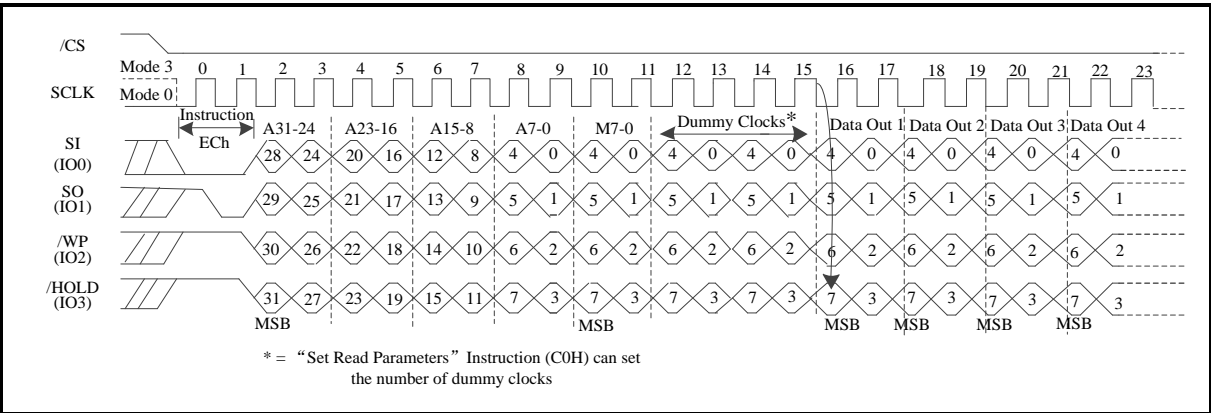 /CS
Mode 3 0 1 2 3 4 5 6 7 8 9 10 11 12 13 14 15 16 17 18 19 20 21 22 23
SCLK Mode 0
Instruction
ECh
A31-24 A23-16 A15-8 A7-0 M7-0 Dummy Clocks* Data Out 1 Data Out 2 Data Out 3 Data Out 4
SI
(IO0)
28 24 20 16 12 8 4 0 4 0 4 0 4 0 4 0 4 0 4 0 4 0
SO
(IO1)
29 25 21 17 13 9 5 1 5 1 5 1 5 1 5 1 5 1 5 1 5 1
/WP
(IO2)
30 26 22 18 14 10 6 2 6 2 6 2 6 2 6 2 6 2 6 2 6 2
/HOLD
(IO3)
31 27 23 19 15 11 7 3 7 3 7 3 7 3 7 3 7 3 7 3 7 3
MSB MSB MSB MSB MSB MSB
* = “Set Read Parameters” Instruction (C0H) can set
the number of dummy clocks